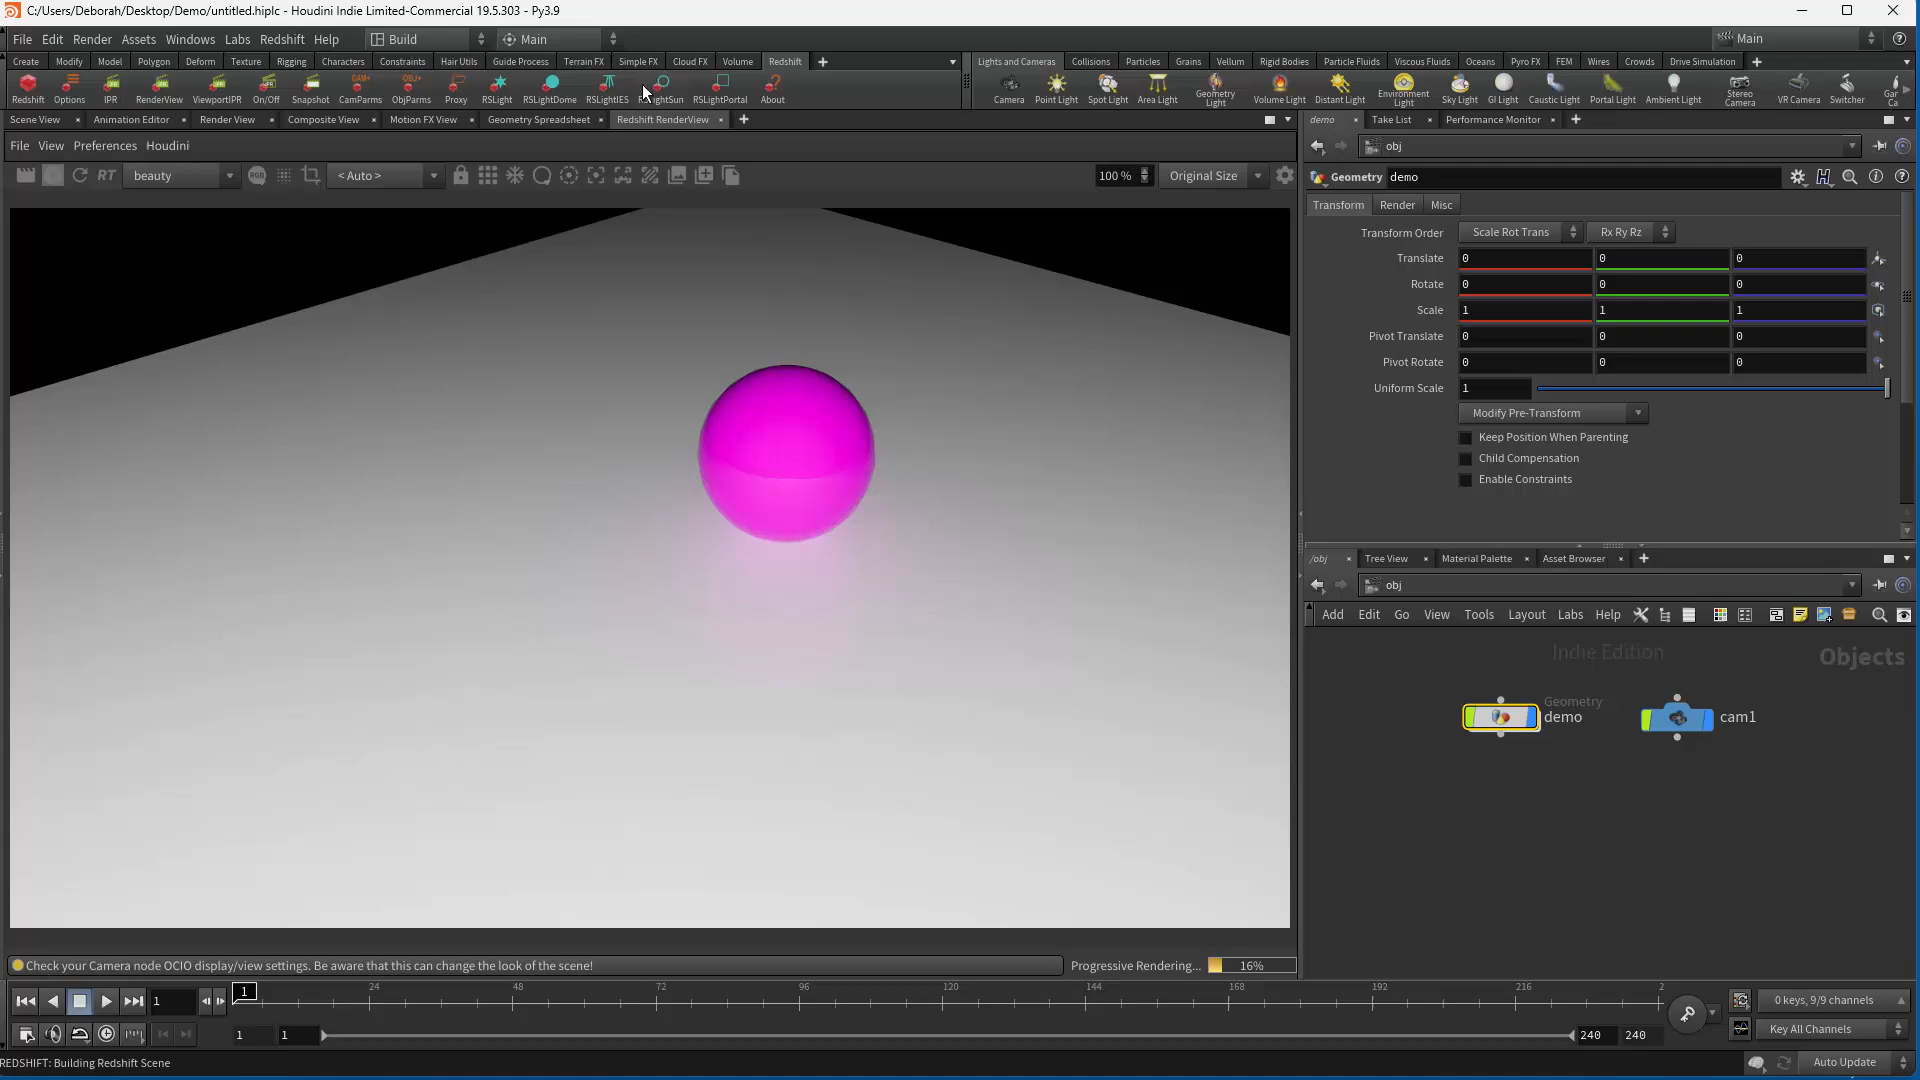 C:/Users/Deborah/Desktop/Demo/untitled.hiplc - Houdini Indie Limited-Commercial 19.5.303 - Py3.9
File Edit Render Assets Windows Labs Redshift Help Build Main Main
Create Modify Model Polygon Deform Texture Rigging Characters Constraints Hair Utils Guide Process Terrain FX Simple FX Cloud FX Volume Redshift
Lights and Cameras Collisions Particles Grains Vellum Rigid Bodies Particle Fluids Viscous Fluids Oceans Pyro FX FEM Wires Crowds Drive Simulation
Redshift Options IPR RenderView ViewportIPR On/Off Snapshot CamParms ObjParms Proxy RSLight RSLightDome RSLightIES RSLightSun RSLightPortal About
Camera Point Light Spot Light Area Light Geometry Light Volume Light Distant Light Environment Light Sky Light GI Light Caustic Light Portal Light Ambient Light Stereo Camera VR Camera Switcher
Scene View Animation Editor Render View Composite View Motion FX View Geometry Spreadsheet Redshift RenderView
demo Take List Performance Monitor
File View Preferences Houdini
obj
RT beauty < Auto > 100 % Original Size
Geometry demo
Transform Render Misc
Transform Order Scale Rot Trans Rx Ry Rz
Translate 0 0 0
Rotate 0 0 0
Scale 1 1 1
Pivot Translate 0 0 0
Pivot Rotate 0 0 0
Uniform Scale 1
Modify Pre-Transform
Keep Position When Parenting
Child Compensation
Enable Constraints
/obj Tree View Material Palette Asset Browser
obj
Add Edit Go View Tools Layout Labs Help
Indie Edition Objects
Geometry
demo cam1
Check your Camera node OCIO display/view settings. Be aware that this can change the look of the scene!
Progressive Rendering... 16%
1 1 24 48 72 96 120 144 168 192 216 2
0 keys, 9/9 channels
1 1 240 240
Key All Channels
REDSHIFT: Building Redshift Scene
Auto Update